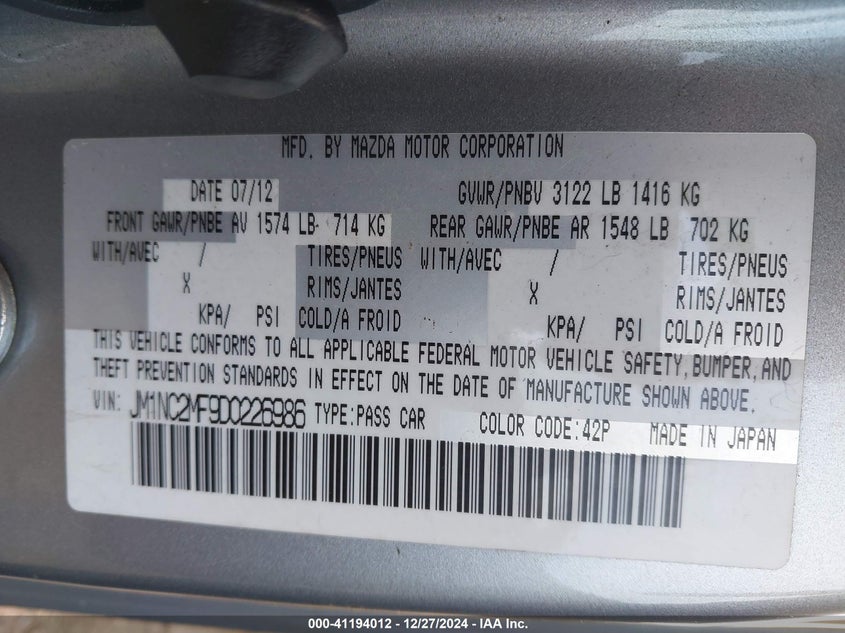 MFD. BY MAZDA MOTOR CORPORATION
DATE 07/12 GVWR/PNBV 3122 LB 1416 KG
FRONT GAWR/PNBE AV 1574 LB 714 KG REAR GAWR/PNBE AR 1548 LB 702 KG
WITH/AVEC / TIRES/PNEUS WITH/AVEC / TIRES/PNEUS
X RIMS/JANTES X RIMS/JANTES
KPA/ PSI COLD/A FROID KPA/ PSI COLD/A FROID
THIS VEHICLE CONFORMS TO ALL APPLICABLE FEDERAL MOTOR VEHICLE SAFETY, BUMPER, AND
THEFT PREVENTION STANDARDS IN EFFECT ON THE DATE OF MANUFACTURE SHOWN ABOVE.
VIN: JM1NC2MF9D0226986 TYPE:PASS CAR COLOR CODE:42P MADE IN JAPAN
000-41194012 - 12/27/2024 - IAA Inc.